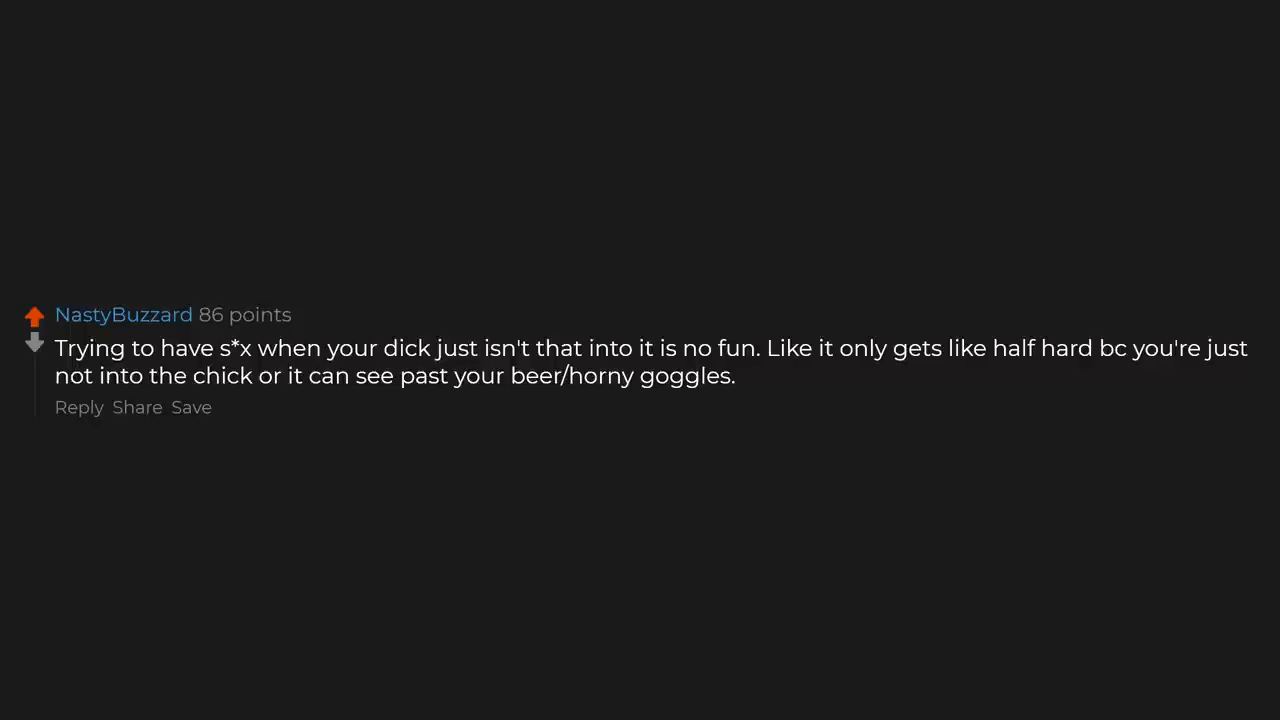 NastyBuzzard 86 points
Trying to have s*x when your dick just isn't that into it is no fun. Like it only gets like half hard bc you're just
not into the chick or it can see past your beer/horny goggles.
Reply Share Save